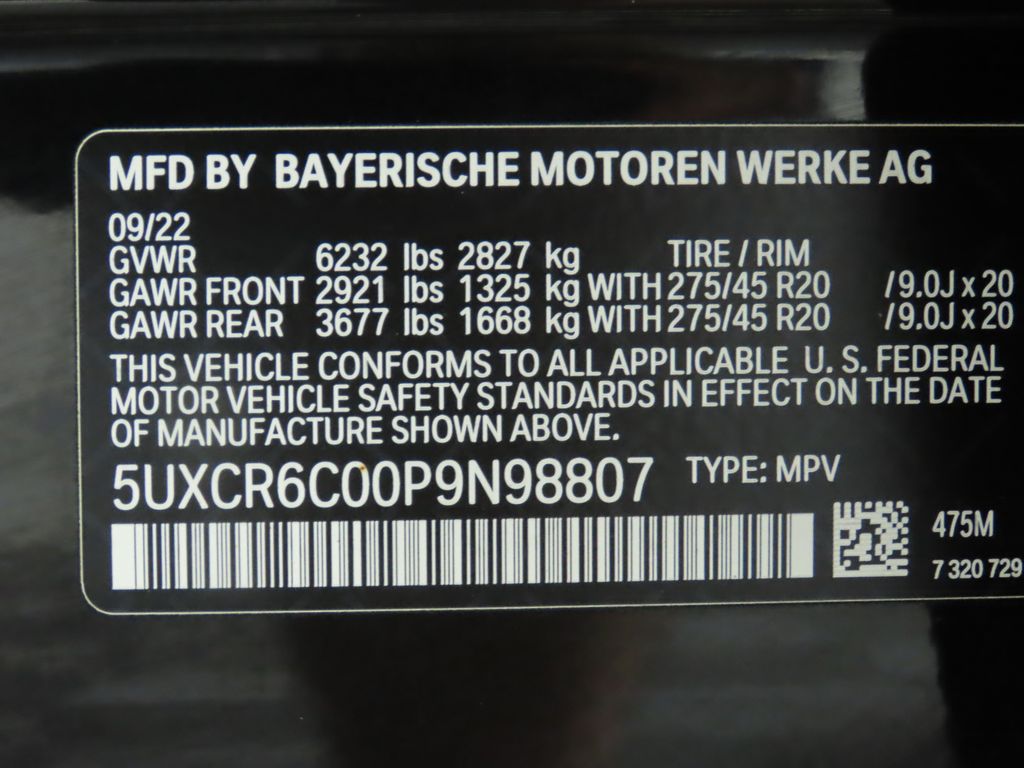 MFD BY BAYERISCHE MOTOREN WERKE AG
09/22
GVWR 6232 lbs 2827 kg TIRE / RIM
GAWR FRONT 2921 lbs 1325 kg WITH 275/45 R20 /9.0J x 20
GAWR REAR 3677 lbs 1668 kg WITH 275/45 R20 /9.0J x 20
THIS VEHICLE CONFORMS TO ALL APPLICABLE U. S. FEDERAL
MOTOR VEHICLE SAFETY STANDARDS IN EFFECT ON THE DATE
OF MANUFACTURE SHOWN ABOVE.
5UXCR6C00P9N98807 TYPE: MPV
475M
7 320 729